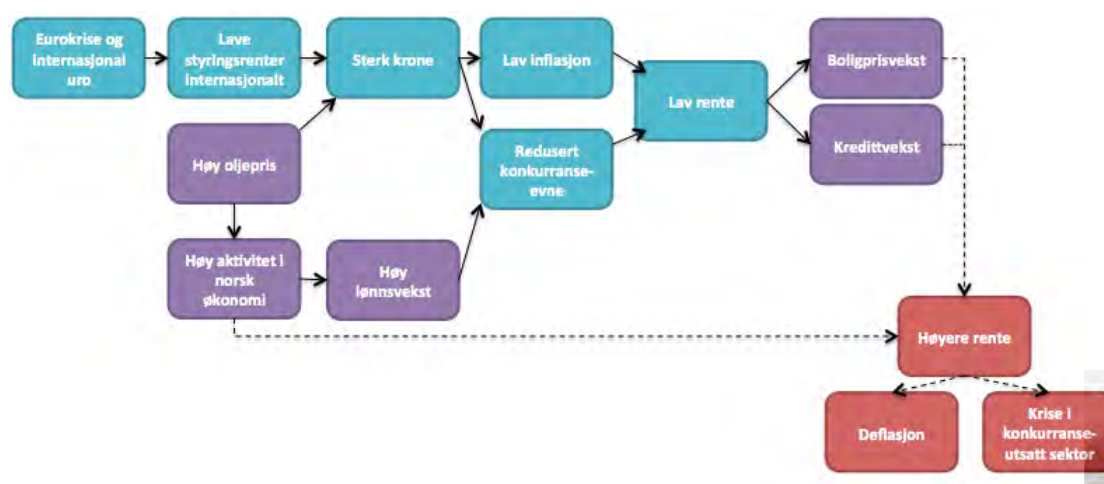 Eurokrise og
internasjonal
uro
Lave
styringsrenter
internasjonalt
Sterk krone
Lav inflasjon
Lav rente
Boligprisvekst
Kredittvekst
Høy oljepris
Redusert
konkurranse-
evne
Høy aktivitet i
norsk
økonomi
Høy
lønnsvekst
Høyere rente
Deflasjon
Krise i
konkurranse-
utsatt sektor